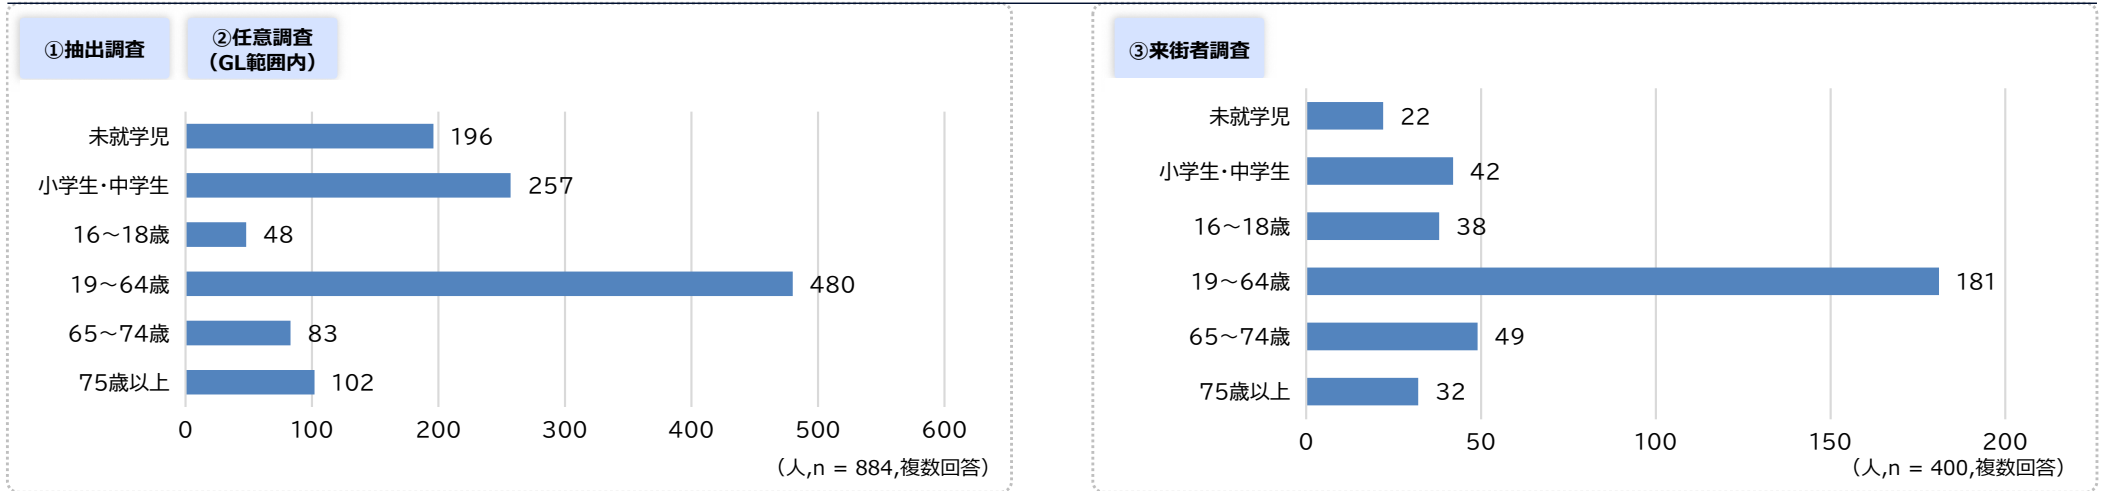 ①抽出調査
②任意調査
（GL範囲内）
未就学児 196
小学生・中学生 257
16～18歳 48
19～64歳 480
65～74歳 83
75歳以上 102
0 100 200 300 400 500 600
（人,n = 884,複数回答）
③来街者調査
未就学児 22
小学生・中学生 42
16～18歳 38
19～64歳 181
65～74歳 49
75歳以上 32
0 50 100 150 200
（人,n = 400,複数回答）